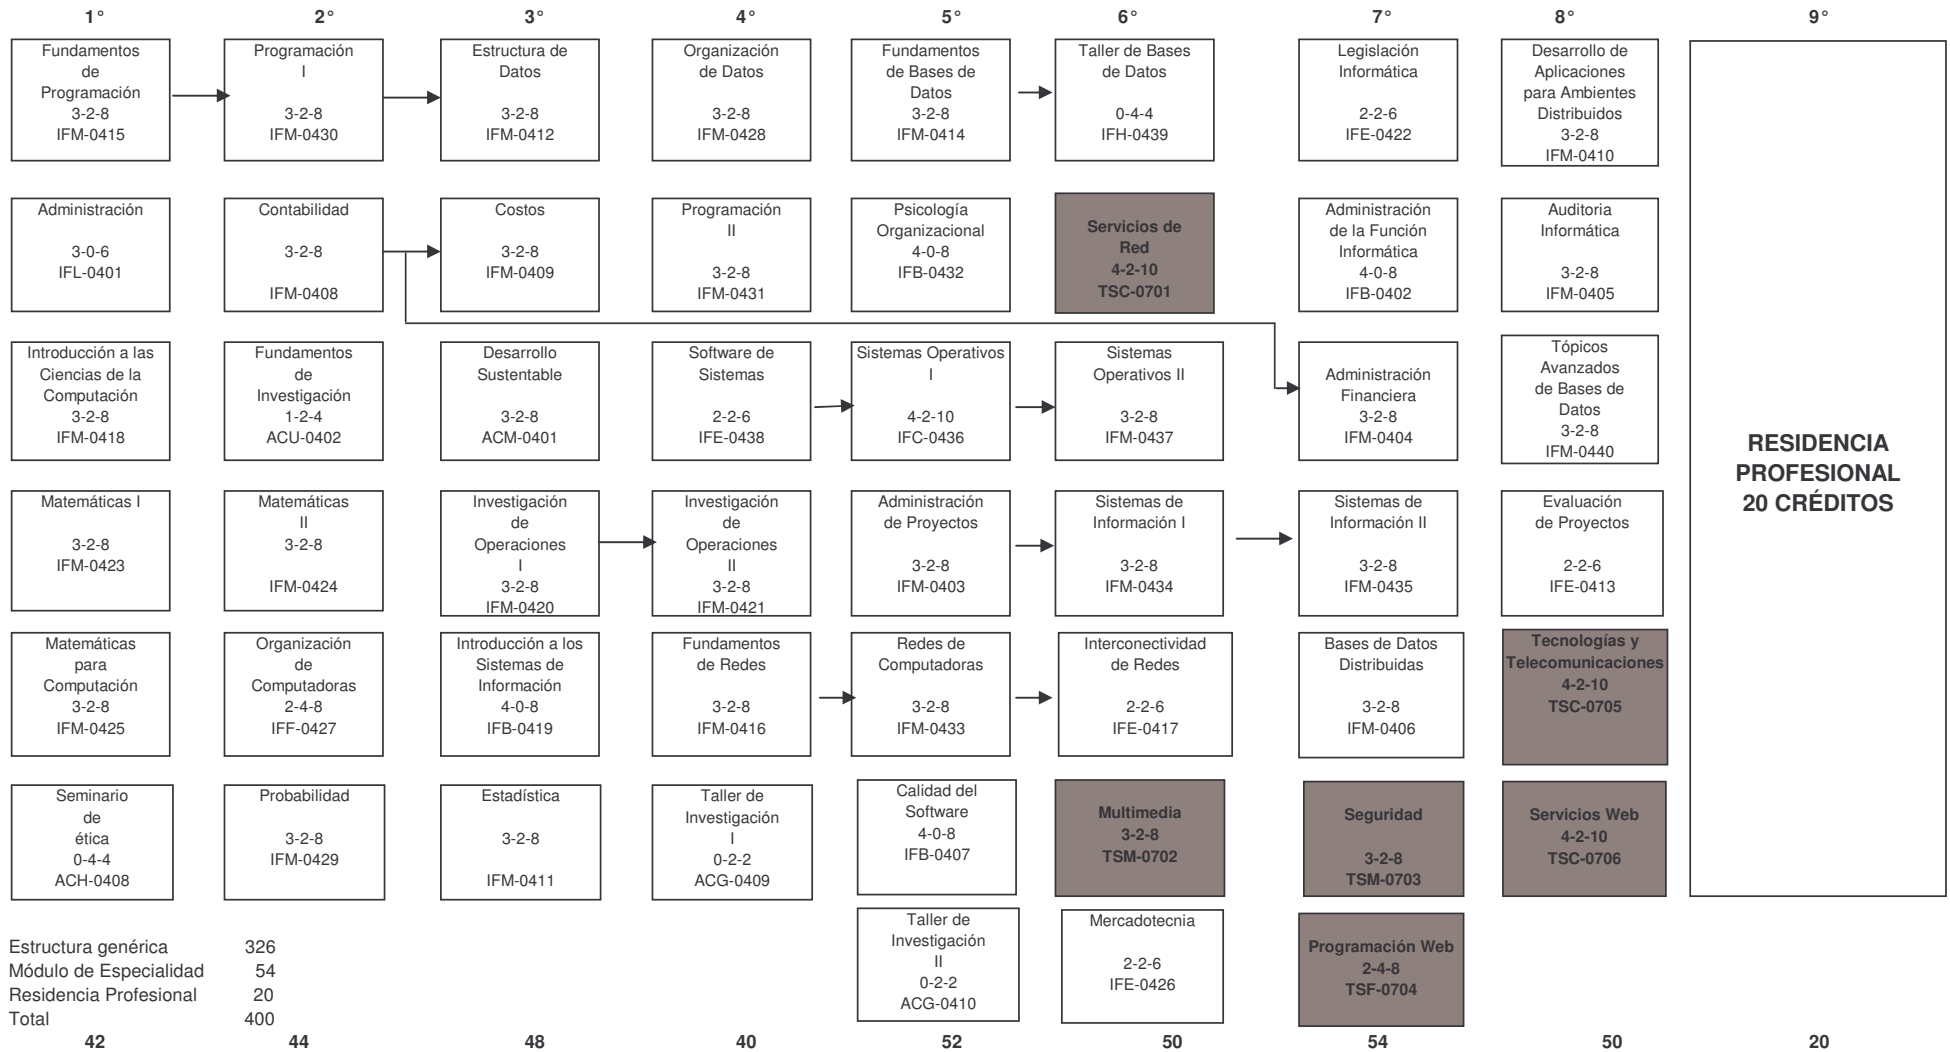 1°
2°
3°
4°
5°
6°
7°
8°
9°
Fundamentos
de
Programación
3-2-8
IFM-0415
Programación
I
3-2-8
IFM-0430
Estructura de
Datos
3-2-8
IFM-0412
Organización
de Datos
3-2-8
IFM-0428
Fundamentos
de Bases de
Datos
3-2-8
IFM-0414
Taller de Bases
de Datos
0-4-4
IFH-0439
Legislación
Informática
2-2-6
IFE-0422
Desarrollo de
Aplicaciones
para Ambientes
Distribuidos
3-2-8
IFM-0410
Administración
3-0-6
IFL-0401
Contabilidad
3-2-8
IFM-0408
Costos
3-2-8
IFM-0409
Programación
II
3-2-8
IFM-0431
Psicología
Organizacional
4-0-8
IFB-0432
Servicios de
Red
4-2-10
TSC-0701
Administración
de la Función
Informática
4-0-8
IFB-0402
Auditoria
Informática
3-2-8
IFM-0405
Introducción a las
Ciencias de la
Computación
3-2-8
IFM-0418
Fundamentos
de
Investigación
1-2-4
ACU-0402
Desarrollo
Sustentable
3-2-8
ACM-0401
Software de
Sistemas
2-2-6
IFE-0438
Sistemas Operativos
I
4-2-10
IFC-0436
Sistemas
Operativos II
3-2-8
IFM-0437
Administración
Financiera
3-2-8
IFM-0404
Tópicos
Avanzados
de Bases de
Datos
3-2-8
IFM-0440
RESIDENCIA
PROFESIONAL
20 CRÉDITOS
Matemáticas I
3-2-8
IFM-0423
Matemáticas
II
3-2-8
IFM-0424
Investigación
de
Operaciones
I
3-2-8
IFM-0420
Investigación
de
Operaciones
II
3-2-8
IFM-0421
Administración
de Proyectos
3-2-8
IFM-0403
Sistemas de
Información I
3-2-8
IFM-0434
Sistemas de
Información II
3-2-8
IFM-0435
Evaluación
de Proyectos
2-2-6
IFE-0413
Matemáticas
para
Computación
3-2-8
IFM-0425
Organización
de
Computadoras
2-4-8
IFF-0427
Introducción a los
Sistemas de
Información
4-0-8
IFB-0419
Fundamentos
de Redes
3-2-8
IFM-0416
Redes de
Computadoras
3-2-8
IFM-0433
Interconectividad
de Redes
2-2-6
IFE-0417
Bases de Datos
Distribuidas
3-2-8
IFM-0406
Tecnologías y
Telecomunicaciones
4-2-10
TSC-0705
Seminario
de
ética
0-4-4
ACH-0408
Probabilidad
3-2-8
IFM-0429
Estadística
3-2-8
IFM-0411
Taller de
Investigación
I
0-2-2
ACG-0409
Calidad del
Software
4-0-8
IFB-0407
Multimedia
3-2-8
TSM-0702
Seguridad
3-2-8
TSM-0703
Servicios Web
4-2-10
TSC-0706
Taller de
Investigación
II
0-2-2
ACG-0410
Mercadotecnia
2-2-6
IFE-0426
Programación Web
2-4-8
TSF-0704
Estructura genérica 326
Módulo de Especialidad 54
Residencia Profesional 20
Total 400
42
44
48
40
52
50
54
50
20